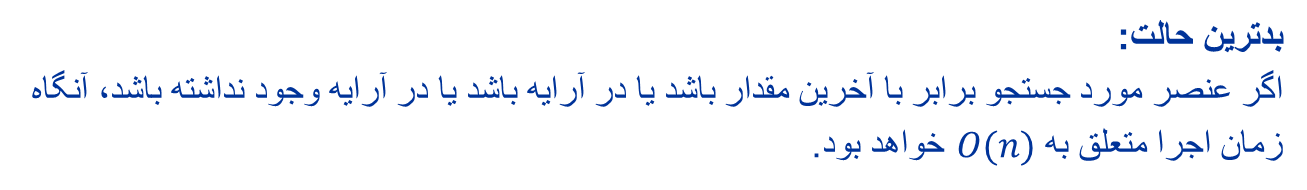 بدترین حالت:
اگر عنصر مورد جستجو برابر با آخرین مقدار باشد یا در آرایه باشد یا در آرایه وجود نداشته باشد، آنگاه
زمان اجرا متعلق به O(n) خواهد بود.